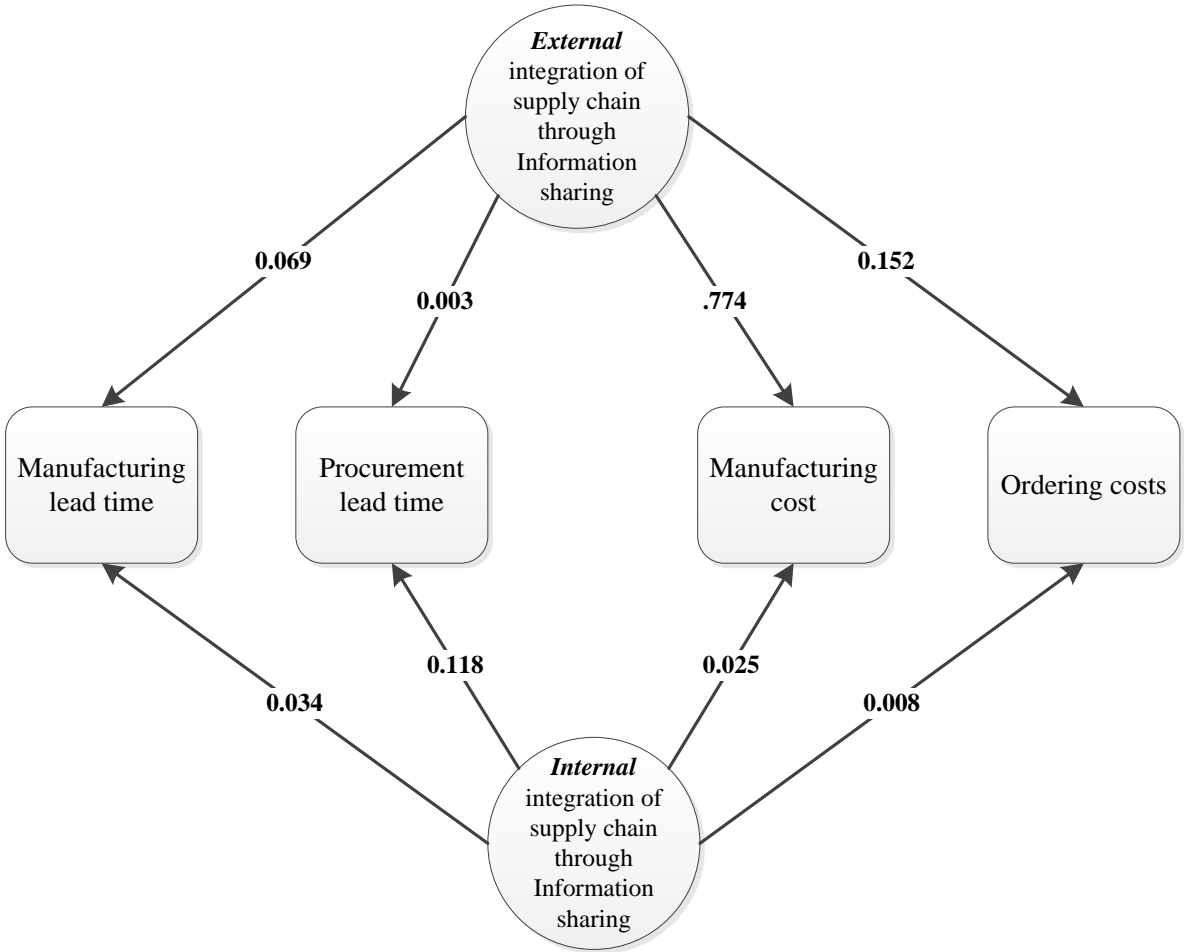 External
integration of
supply chain
through
Information
sharing
0.069
0.152
0.003
.774
Manufacturing
lead time
Procurement
lead time
Manufacturing
cost
Ordering costs
0.118
0.025
0.034
0.008
Internal
integration of
supply chain
through
Information
sharing